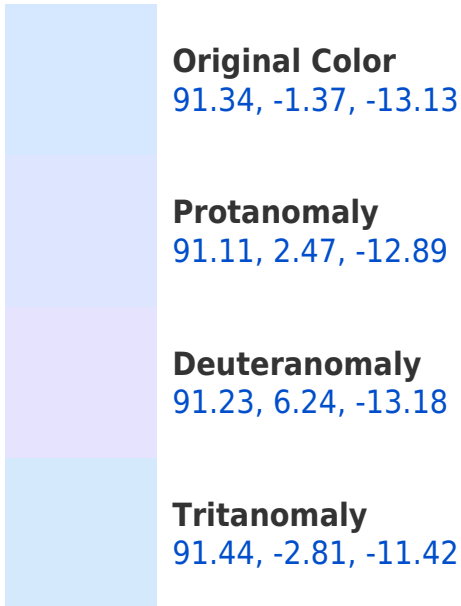 Original Color
91.34, -1.37, -13.13
Protanomaly
91.11, 2.47, -12.89
Deuteranomaly
91.23, 6.24, -13.18
Tritanomaly
91.44, -2.81, -11.42